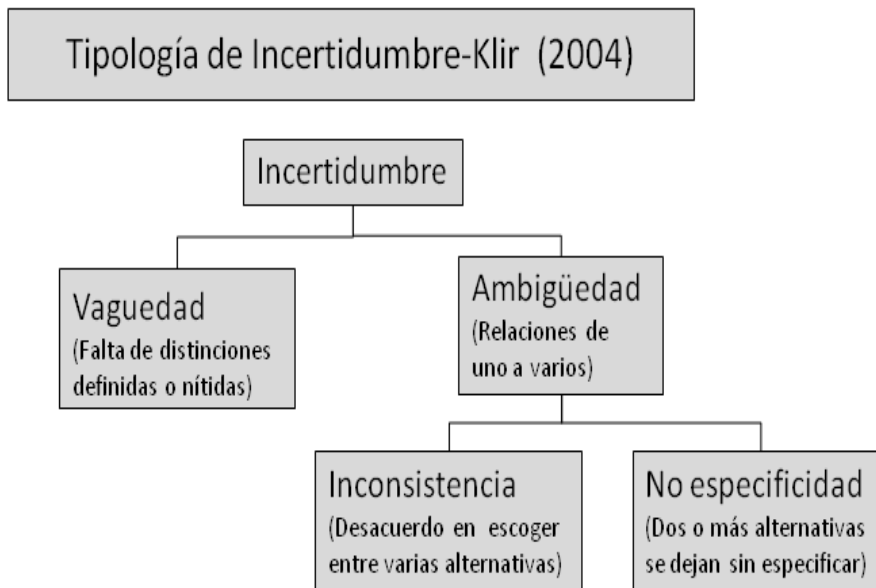 Tipología de Incertidumbre-Klir (2004)
Incertidumbre
Vaguedad
(Falta de distinciones
definidas o nítidas)
Ambigüedad
(Relaciones de
uno a varios)
Inconsistencia
(Desacuerdo en escoger
entre varias alternativas)
No especificidad
(Dos o más alternativas
se dejan sin especificar)